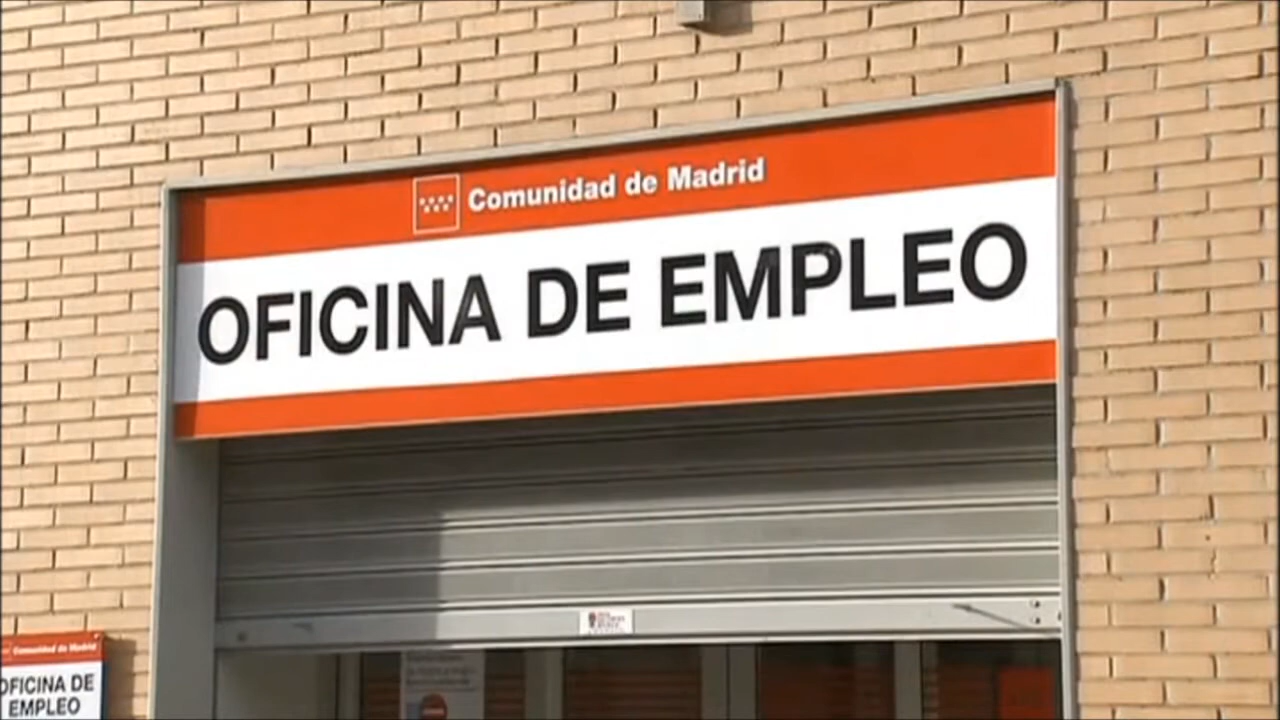 Comunidad de Madrid
OFICINA DE EMPLEO
Comunidad de Madrid
OFICINA DE
EMPLEO